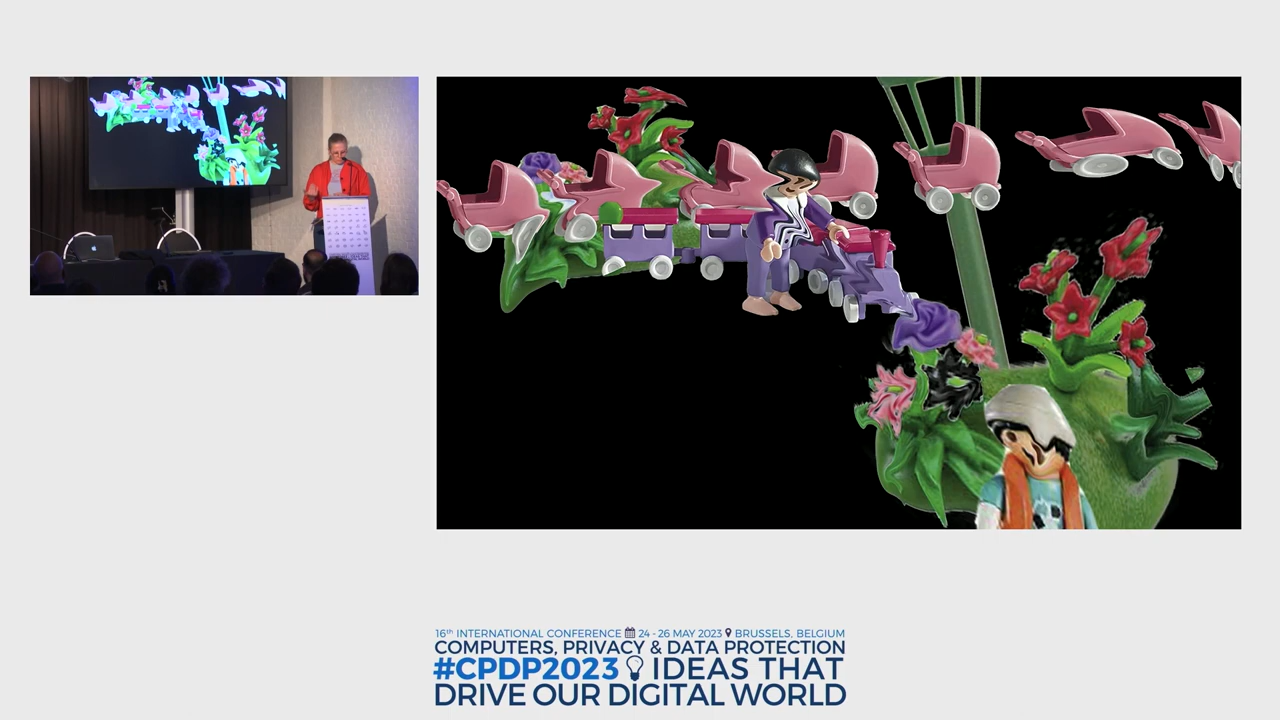 16th INTERNATIONAL CONFERENCE 24 - 26 MAY 2023 BRUSSELS, BELGIUM
COMPUTERS, PRIVACY & DATA PROTECTION
#CPDP2023 IDEAS THAT
DRIVE OUR DIGITAL WORLD